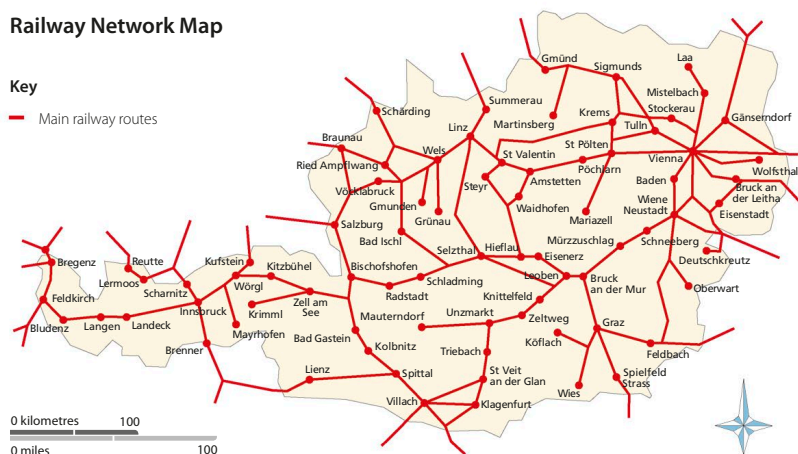 Railway Network Map
Key
Main railway routes
Gmünd
Sigmunds
Laa
Mistelbach
Stockerau
Gänserndorf
Summerau
Martinsberg
Krems
Tulln
Schärding
Linz
Braunau
Wels
St Valentin
St Pölten
Vienna
Wolfsthal
Ried Ampflwang
Pöchlarn
Steyr
Amstetten
Baden
Bruck an
der Leitha
Vöcklabruck
Gmunden
Grünau
Waidhofen
Mariazell
Wiene
Neustadt
Eisenstadt
Salzburg
Bad Ischl
Selzthal
Hieflau
Mürzzuschlag
Schneeberg
Eisenerz
Deutschkreutz
Bregenz
Reutte
Lermoos
Scharnitz
Kufstein
Kitzbühel
Wörgl
Bischofshofen
Schladming
Radstadt
Leoben
Bruck
an der Mur
Oberwart
Feldkirch
Bludenz
Langen
Landeck
Innsbruck
Krimml
Zell am
See
Mauterndorf
Unzmarkt
Knittelfeld
Zeltweg
Mayrhofen
Brenner
Bad Gastein
Kolbnitz
Triebach
Köflach
Graz
Feldbach
Lienz
Spittal
St Veit
an der Glan
Wies
Spielfeld
Strass
Villach
Klagenfurt
0 kilometres 100
0 miles 100